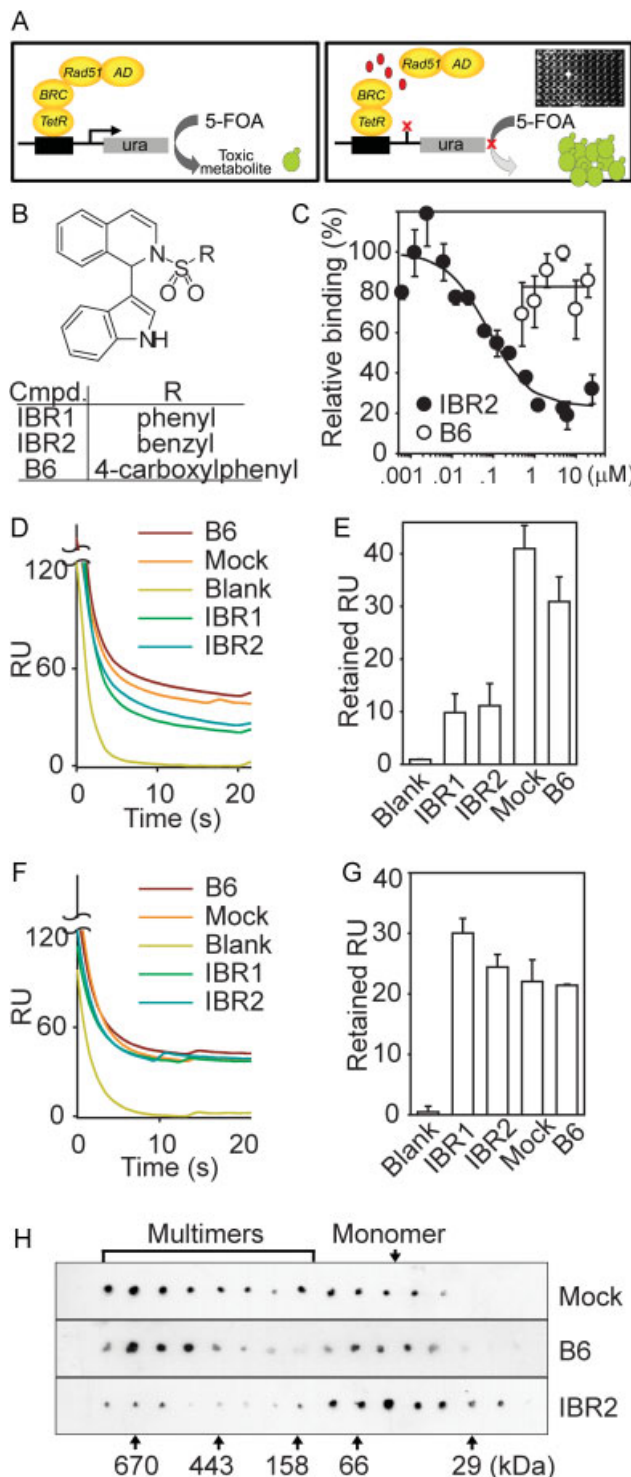 A
Rad51 AD
BRC
TetR
ura
5-FOA
Toxic
metabolite
Rad51 AD
BRC
TetR
x
ura
x
5-FOA
B
N
R
S
O O
NH
Cmpd. R
IBR1 phenyl
IBR2 benzyl
B6 4-carboxylphenyl
C
Relative binding (%)
100
80
60
40
20
0
IBR2
B6
.001 .01 .1 1 10 (μM)
D
RU
120
60
0
B6
Mock
Blank
IBR1
IBR2
0 10 20
Time (s)
E
Retained RU
40
30
20
10
0
Blank
IBR1
IBR2
Mock
B6
F
RU
120
60
0
B6
Mock
Blank
IBR1
IBR2
0 10 20
Time (s)
G
Retained RU
40
30
20
10
0
Blank
IBR1
IBR2
Mock
B6
H
Multimers Monomer
Mock
B6
IBR2
670 443 158 66 29 (kDa)